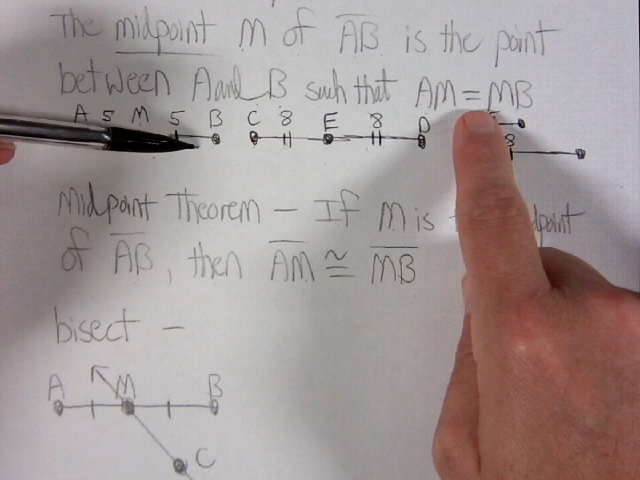 The midpoint M of AB is the point
between A and B such that AM = MB
A 5 M 5 B C 8 E 8 D
8
Midpoint Theorem - If M is
of AB, then AM ≅ MB
bisect -
A M B
C